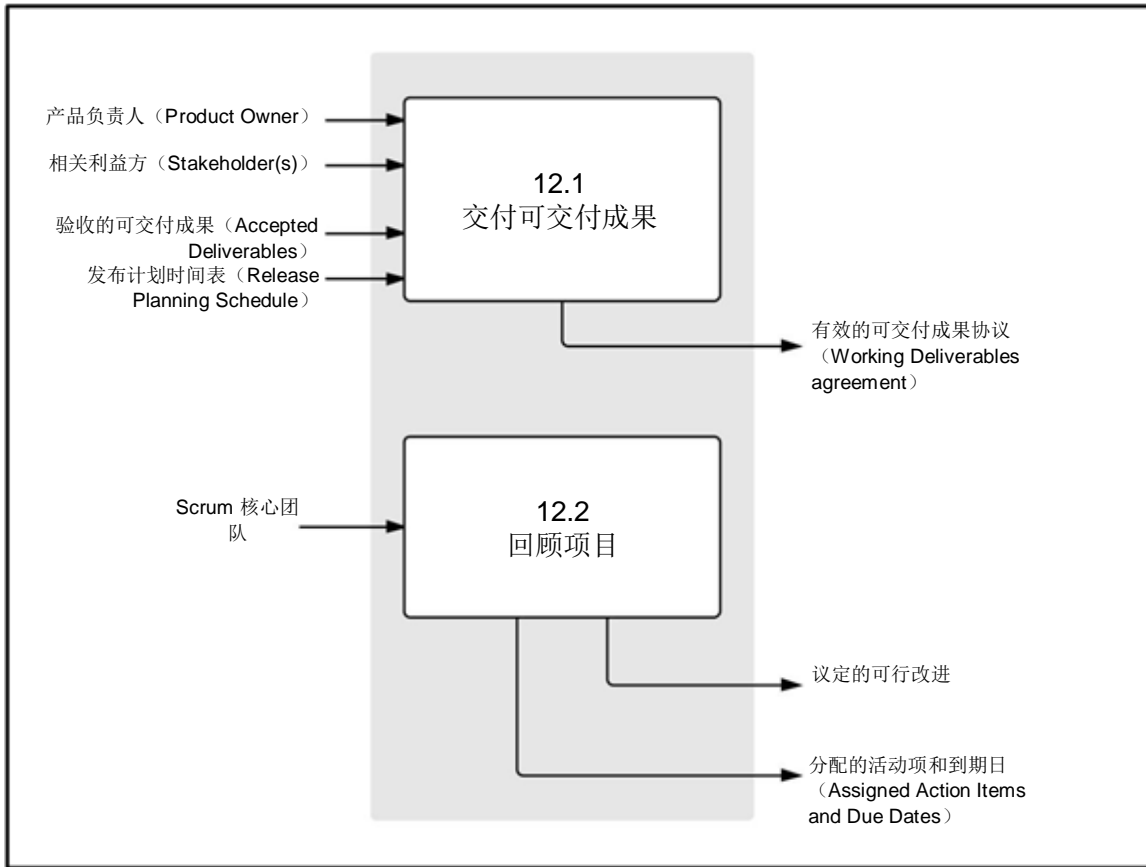 产品负责人（Product Owner）
相关利益方（Stakeholder(s)）
验收的可交付成果（Accepted
Deliverables）
发布计划时间表（Release
Planning Schedule）
12.1
交付可交付成果
有效的可交付成果协议
（Working Deliverables
agreement）
Scrum 核心团
队
12.2
回顾项目
议定的可行改进
分配的活动项和到期日
（Assigned Action Items
and Due Dates）